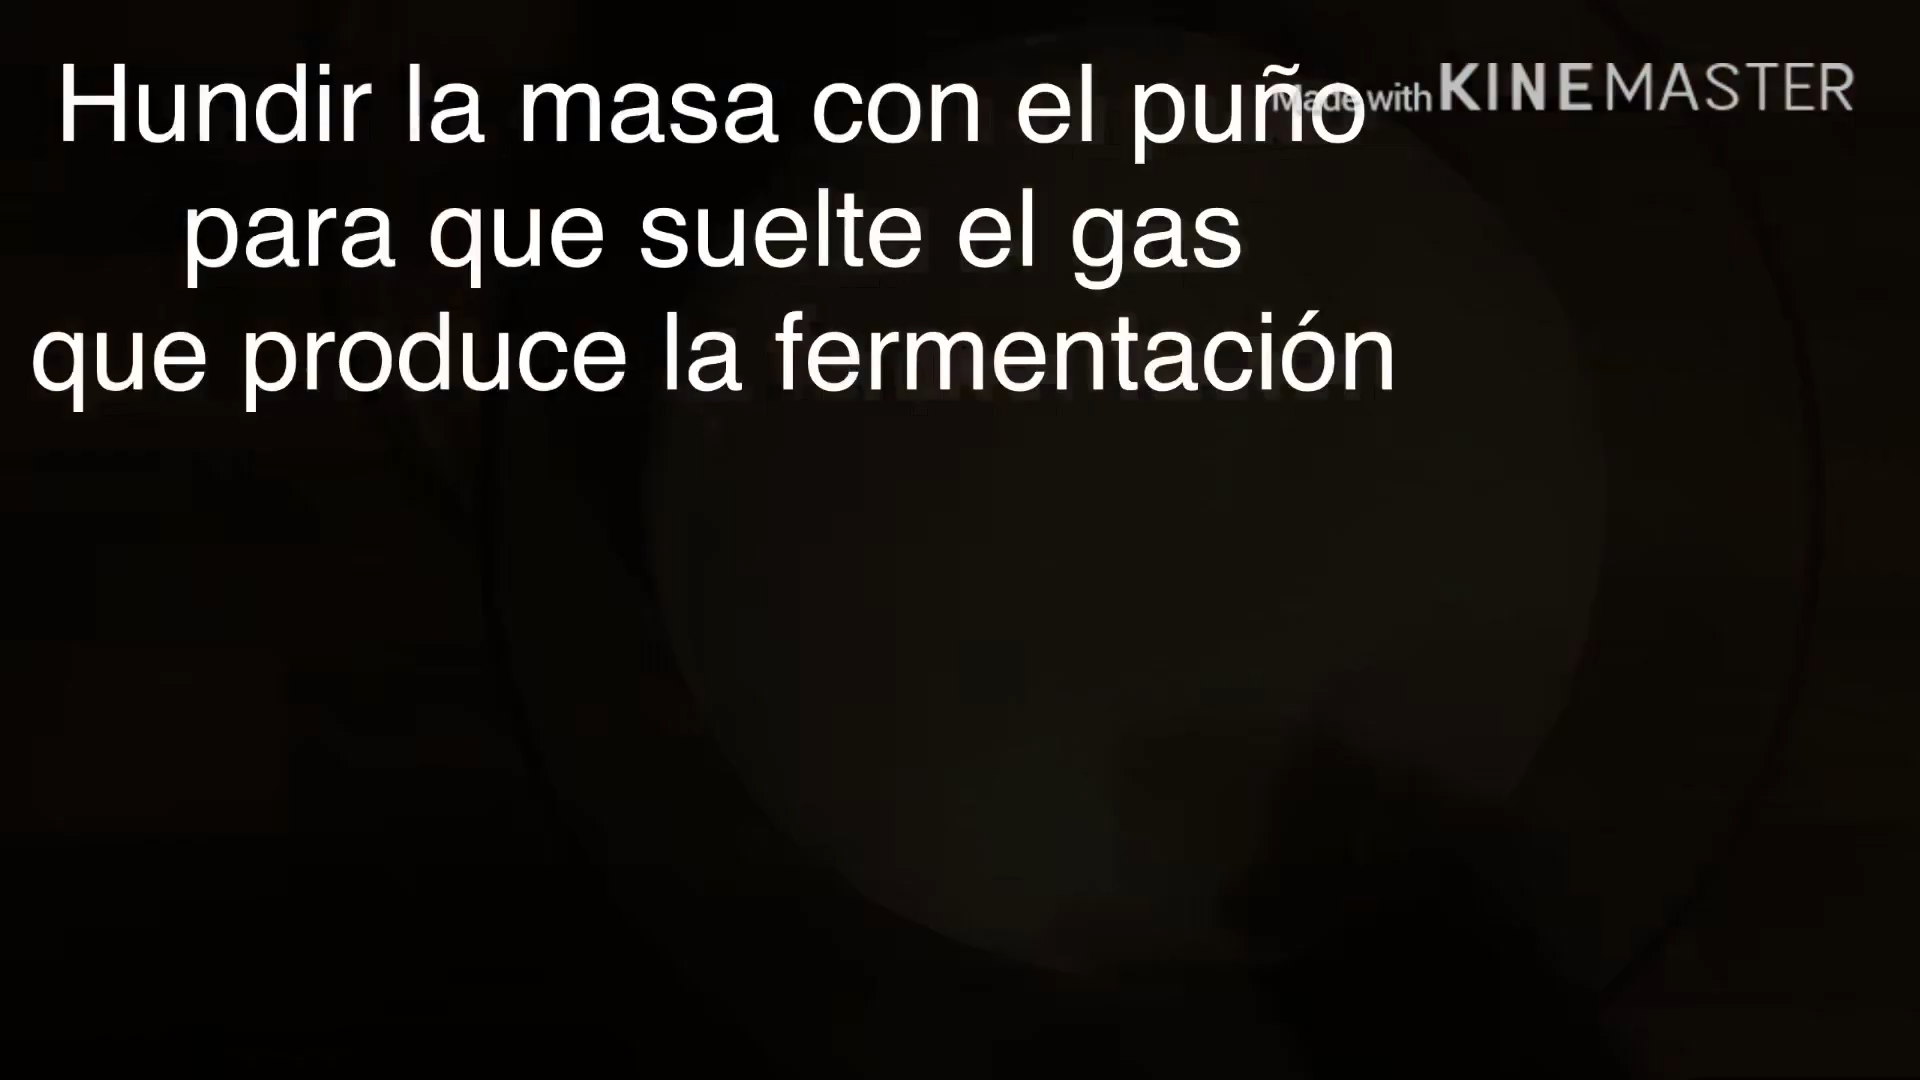 Hundir la masa con el puño
Made with KINEMASTER
para que suelte el gas
que produce la fermentación